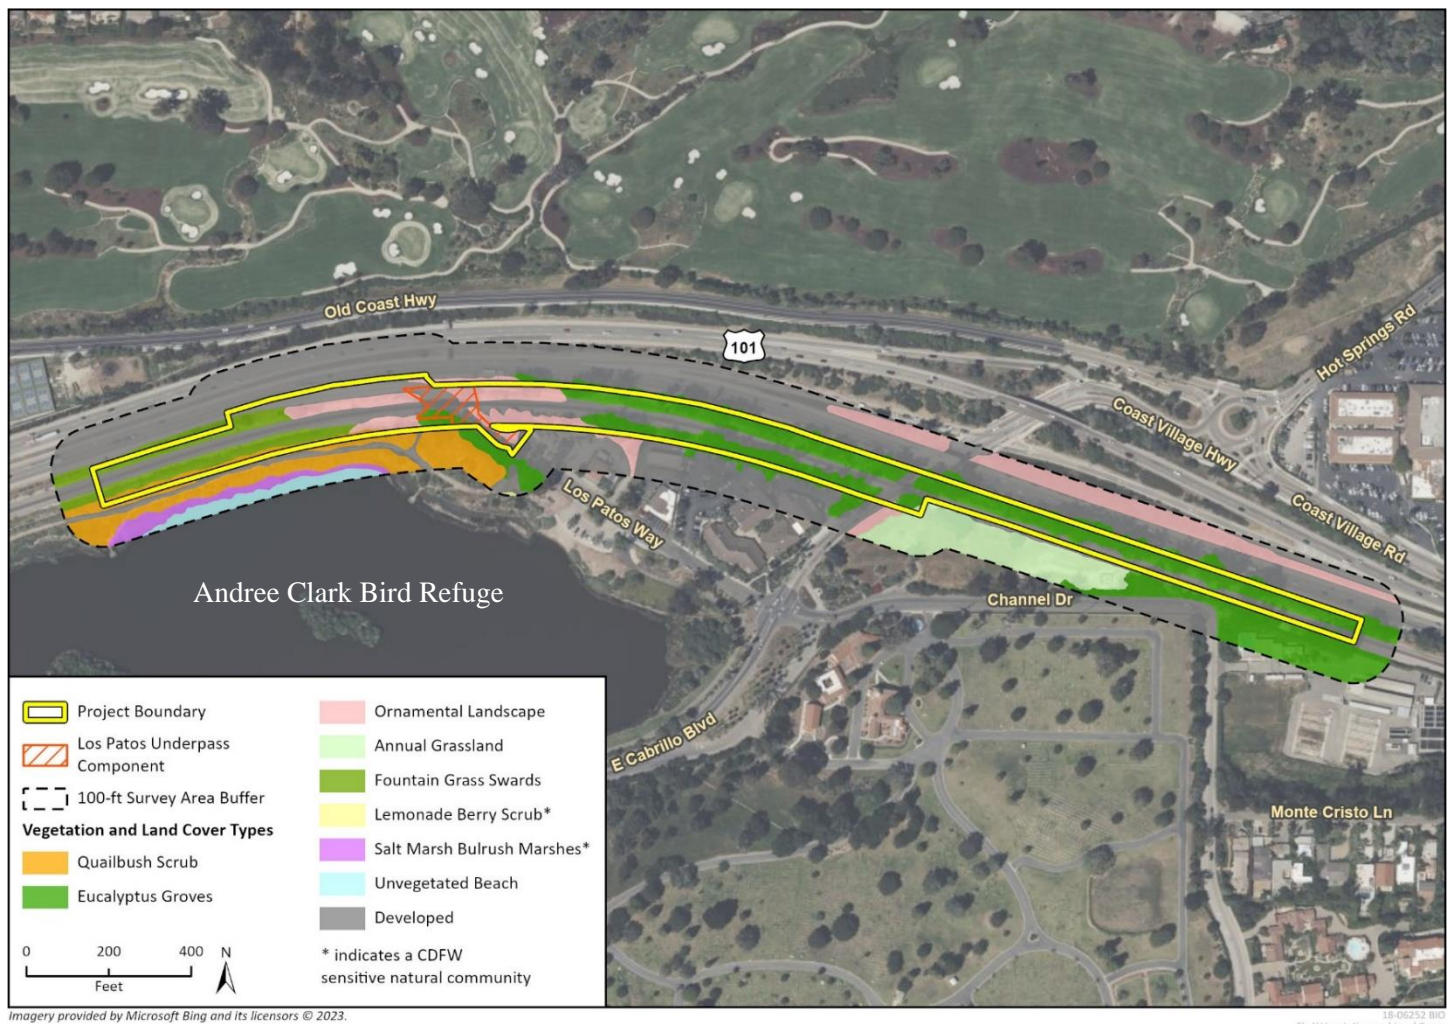 Old Coast Hwy
101
Hot Springs Rd
Coast Village Hwy
Coast Village Rd
Los Patos Way
Andree Clark Bird Refuge
Channel Dr
E Cabrillo Blvd
Monte Cristo Ln
Project Boundary
Los Patos Underpass
Component
100-ft Survey Area Buffer
Vegetation and Land Cover Types
Quailbush Scrub
Eucalyptus Groves
Ornamental Landscape
Annual Grassland
Fountain Grass Swards
Lemonade Berry Scrub*
Salt Marsh Bulrush Marshes*
Unvegetated Beach
Developed
* indicates a CDFW
sensitive natural community
0 200 400
Feet
N
Imagery provided by Microsoft Bing and its licensors © 2023.
18-06252 BIO